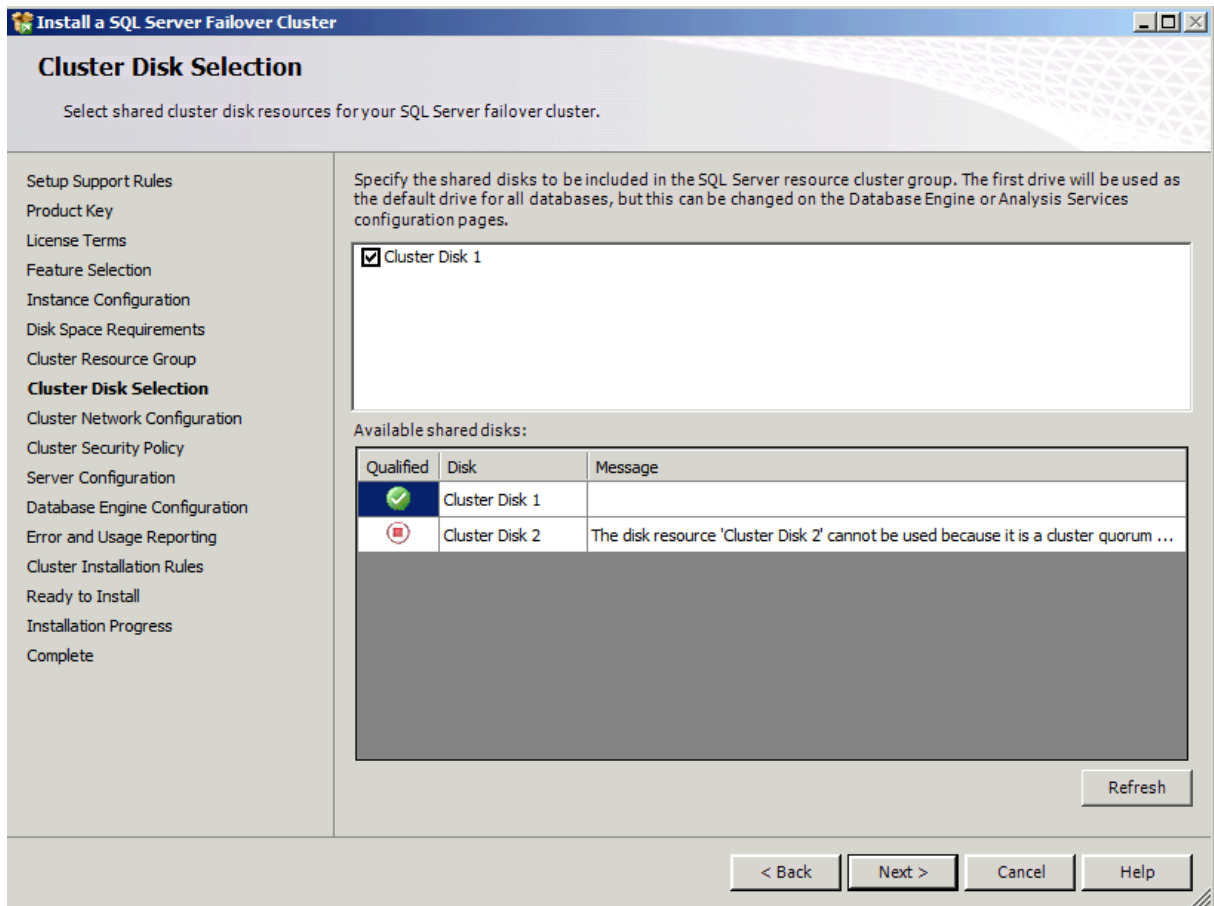 Install a SQL Server Failover Cluster
Cluster Disk Selection
Select shared cluster disk resources for your SQL Server failover cluster.
Setup Support Rules
Product Key
License Terms
Feature Selection
Instance Configuration
Disk Space Requirements
Cluster Resource Group
Cluster Disk Selection
Cluster Network Configuration
Cluster Security Policy
Server Configuration
Database Engine Configuration
Error and Usage Reporting
Cluster Installation Rules
Ready to Install
Installation Progress
Complete
Specify the shared disks to be included in the SQL Server resource cluster group. The first drive will be used as
the default drive for all databases, but this can be changed on the Database Engine or Analysis Services
configuration pages.
Cluster Disk 1
Available shared disks:
Qualified Disk Message
Cluster Disk 1
Cluster Disk 2 The disk resource 'Cluster Disk 2' cannot be used because it is a cluster quorum ...
Refresh
< Back Next > Cancel Help